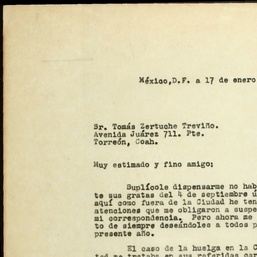 México,D.F. a 17 de enero
Sr. Tomás Zertuche Treviño.
Avenida Juárez 711. Pte.
Torreón, Coah.
Muy estimado y fino amigo:
Suplícole dispensarme no hab
te sus gratas del 4 de septiembre ú
aquí como fuera de la Ciudad he ten
atenciones que me obligaron a suspe
mi correspondencia. Pero ahora me
to de siempre deseándoles a todos p
presente año.
El caso de la huelga en la C
ted me trataba en sus referidas car